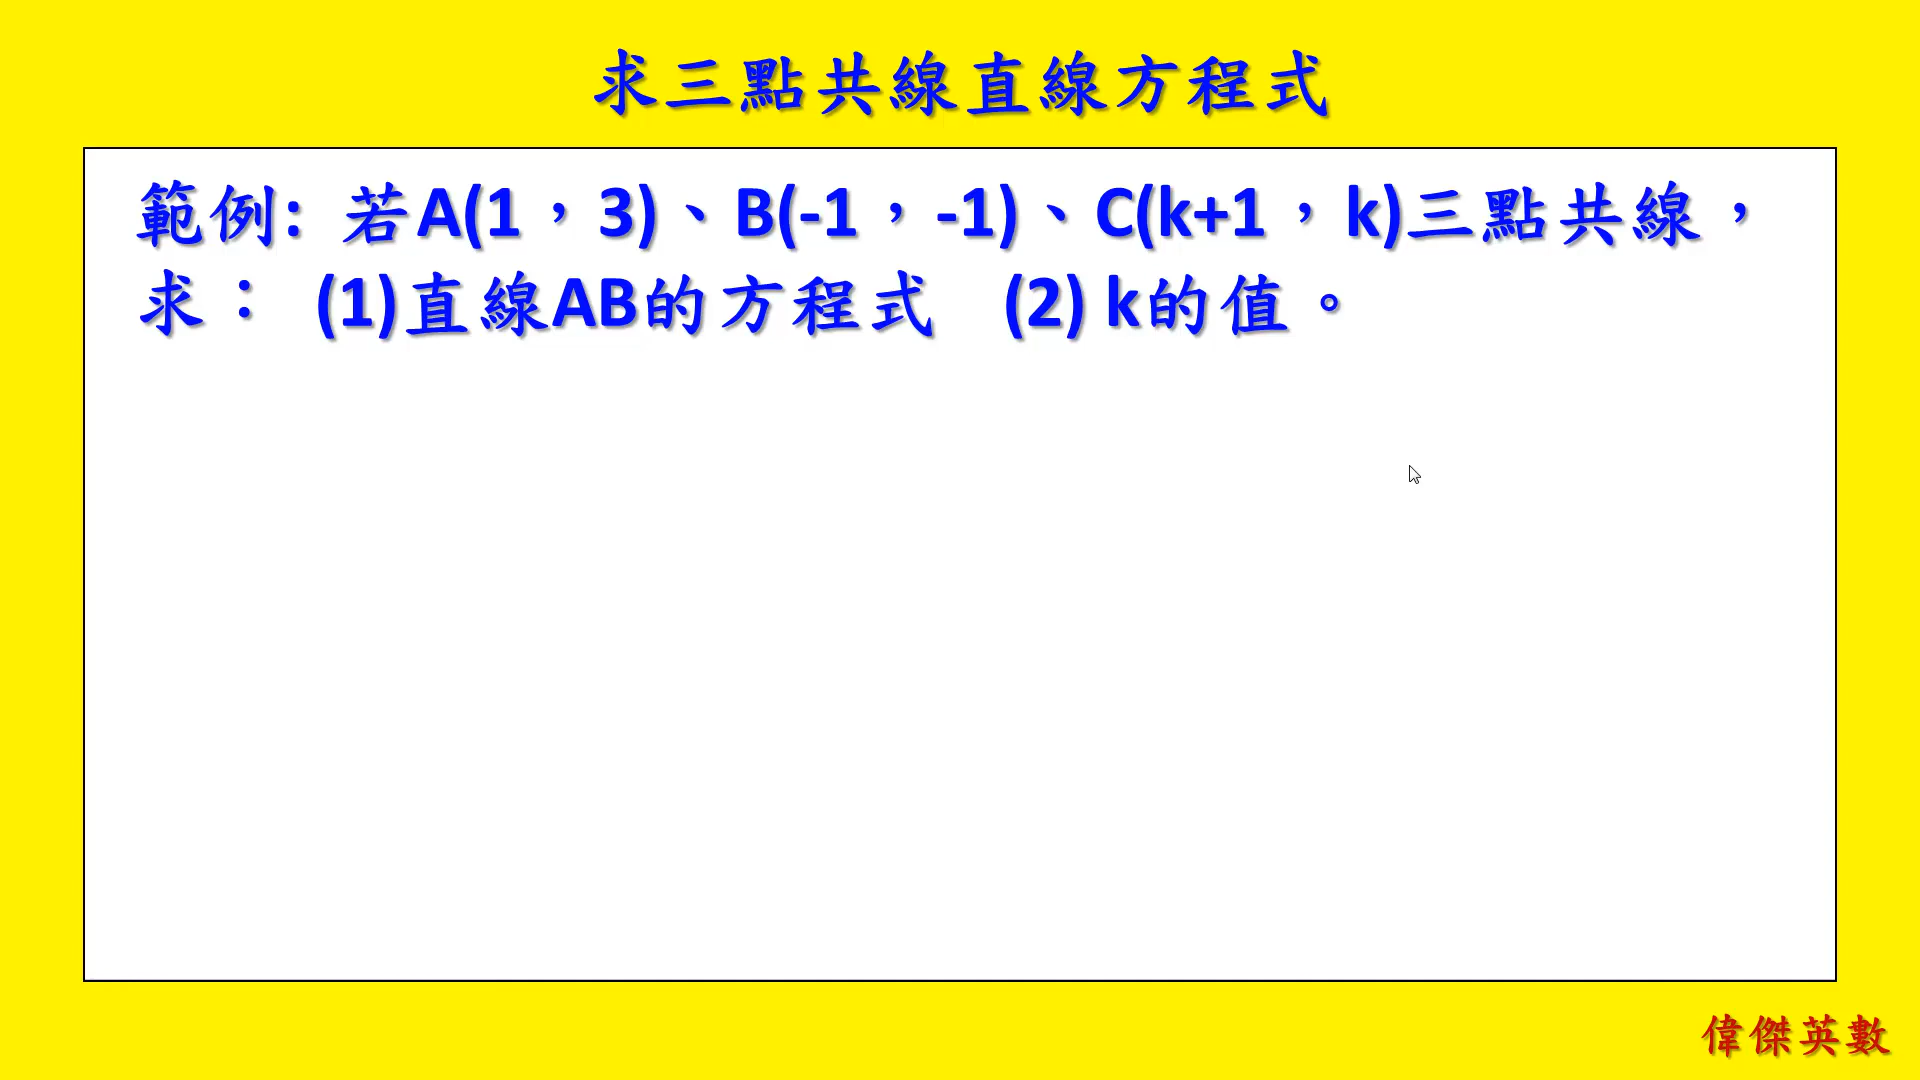 求三點共線直線方程式
範例: 若A(1，3)、B(-1，-1)、C(k+1，k)三點共線，
求： (1)直線AB的方程式 (2) k的值。
偉傑英數